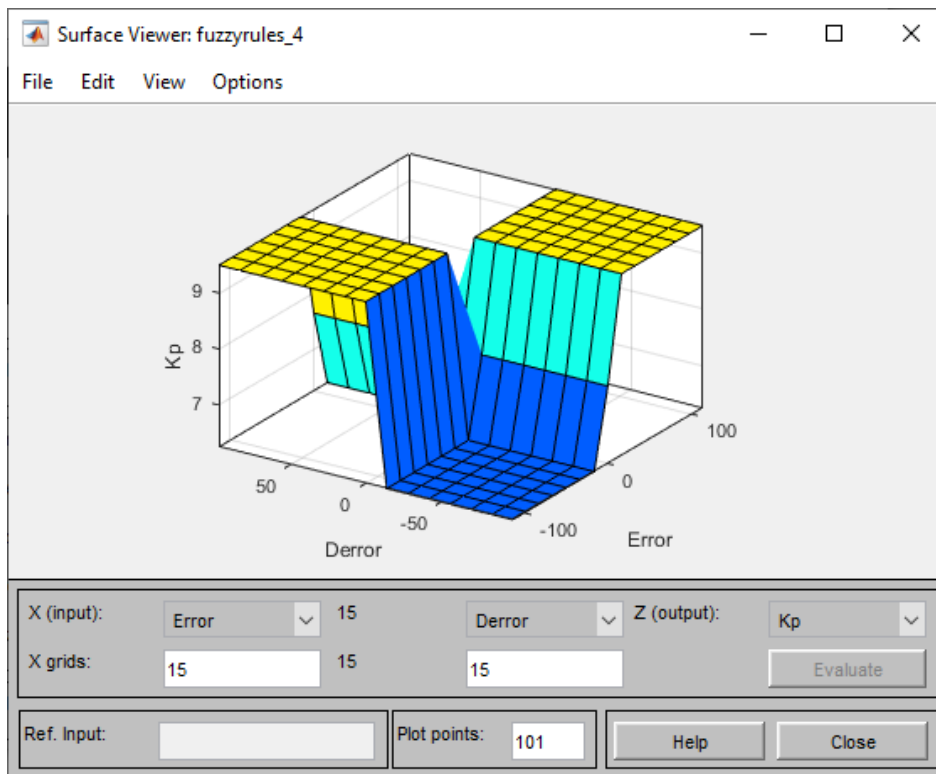 Surface Viewer: fuzzyrules_4
File Edit View Options
9
8
7
Kp
50
0
-50
Derror
100
0
-100
Error
X (input): Error 15 Derror Z (output): Kp
X grids: 15 15 15 Evaluate
Ref. Input: Plot points: 101 Help Close